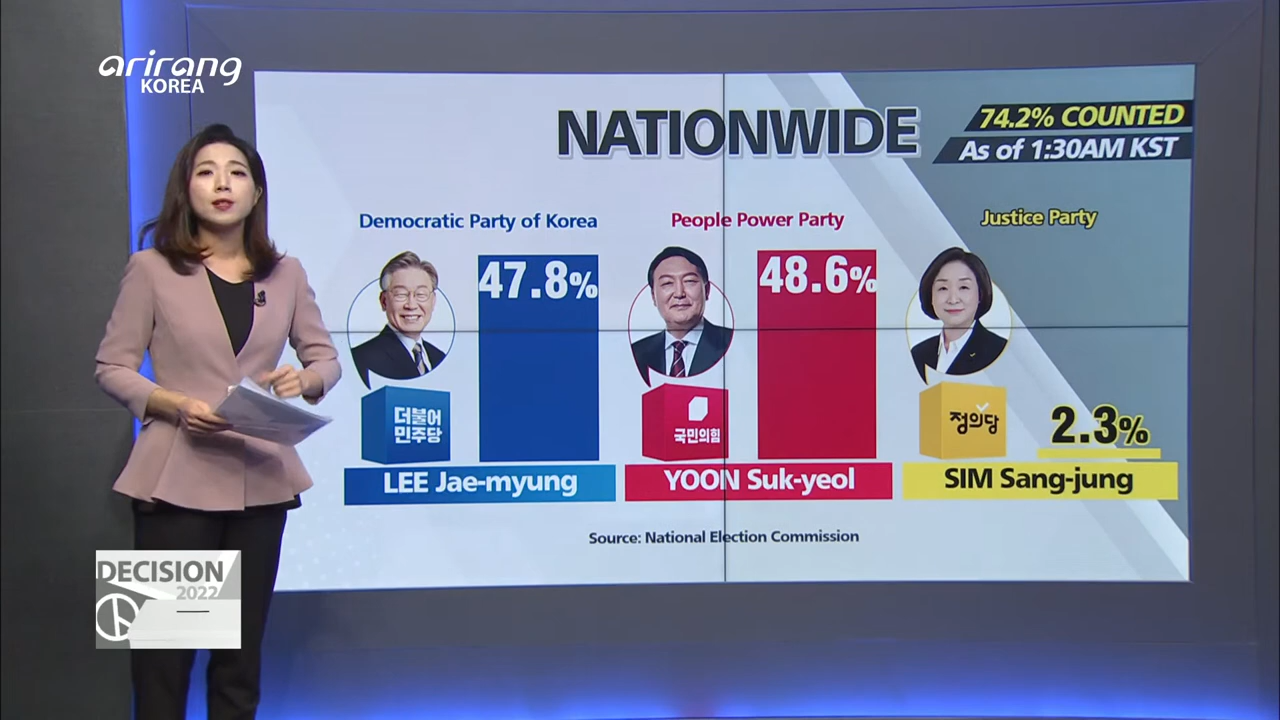 arirang
KOREA
NATIONWIDE
74.2% COUNTED
As of 1:30AM KST
Democratic Party of Korea
47.8%
더불어
민주당
LEE Jae-myung
People Power Party
48.6%
국민의힘
YOON Suk-yeol
Justice Party
2.3%
정의당
SIM Sang-jung
Source: National Election Commission
DECISION
2022